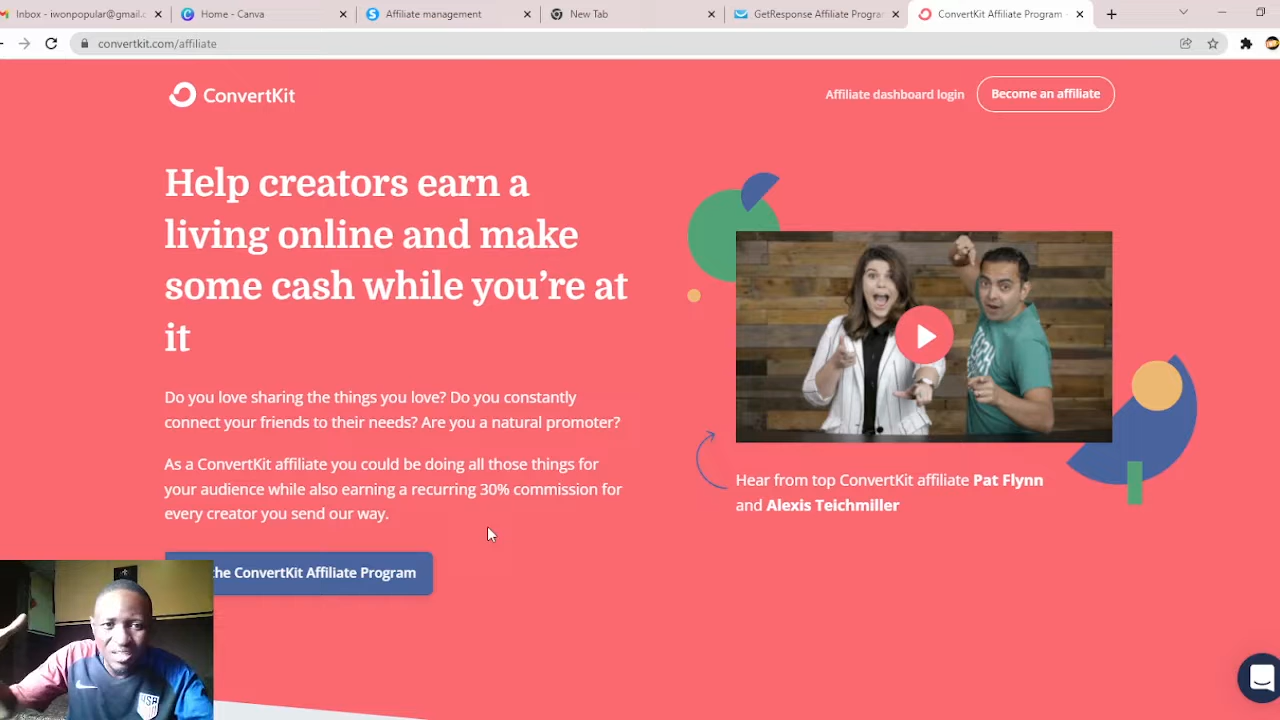 Inbox - iwonpopular@gmail.c
Home - Canva
Affiliate management
New Tab
GetResponse Affiliate Progra
ConvertKit Affiliate Program -
convertkit.com/affiliate
ConvertKit
Affiliate dashboard login
Become an affiliate
Help creators earn a
living online and make
some cash while you're at
it
Do you love sharing the things you love? Do you constantly
connect your friends to their needs? Are you a natural promoter?
As a ConvertKit affiliate you could be doing all those things for
your audience while also earning a recurring 30% commission for
every creator you send our way.
Hear from top ConvertKit affiliate Pat Flynn
and Alexis Teichmiller
the ConvertKit Affiliate Program